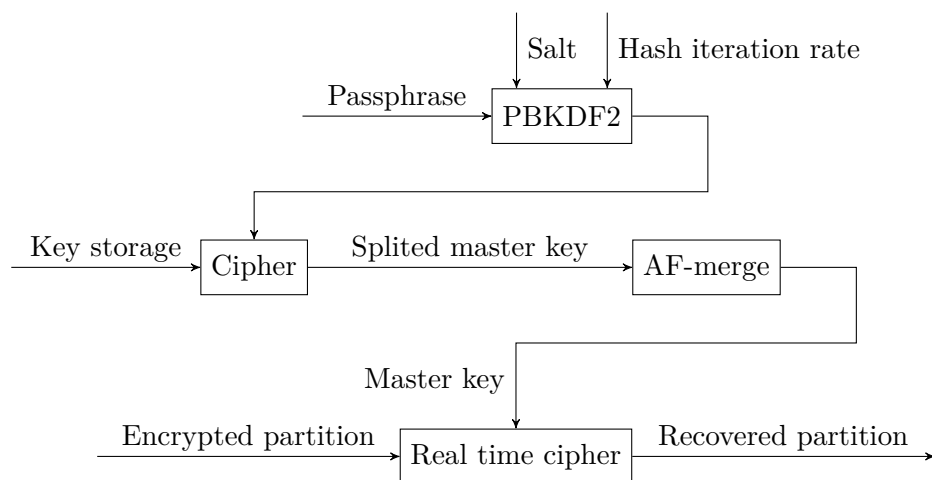 Salt
Hash iteration rate
Passphrase
PBKDF2
Key storage
Cipher
Splited master key
AF-merge
Master key
Encrypted partition
Real time cipher
Recovered partition